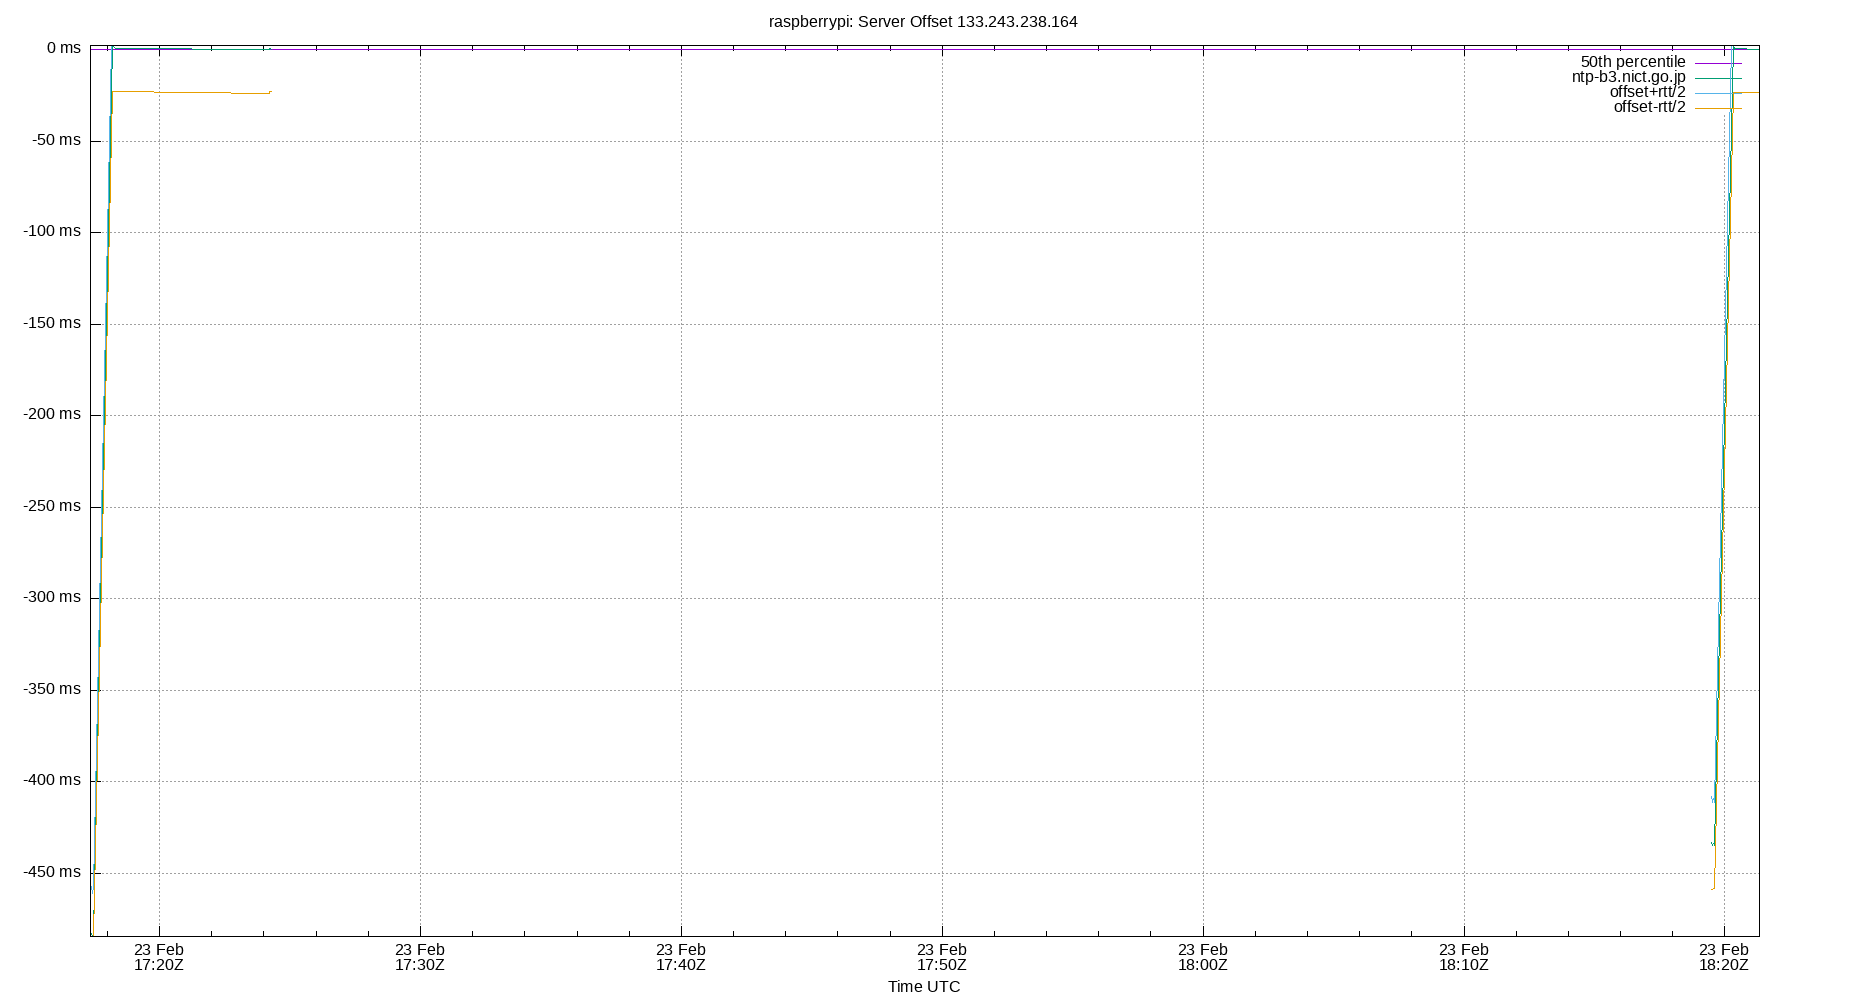 raspberrypi: Server Offset 133.243.238.164
0 ms
-50 ms
-100 ms
-150 ms
-200 ms
-250 ms
-300 ms
-350 ms
-400 ms
-450 ms
50th percentile
ntp-b3.nict.go.jp
offset+rtt/2
offset-rtt/2
23 Feb 23 Feb 23 Feb 23 Feb 23 Feb 23 Feb 23 Feb
17:20Z 17:30Z 17:40Z 17:50Z 18:00Z 18:10Z 18:20Z
Time UTC